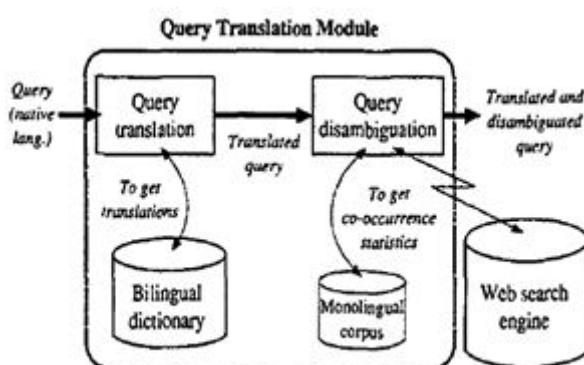 Query Translation Module
Query
(native
lang.)
Query
translation
Translated
query
Query
disambiguation
Translated and
disambiguated
query
To get
translations
To get
co-occurrence
statistics
Bilingual
dictionary
Monolingual
corpus
Web search
engine